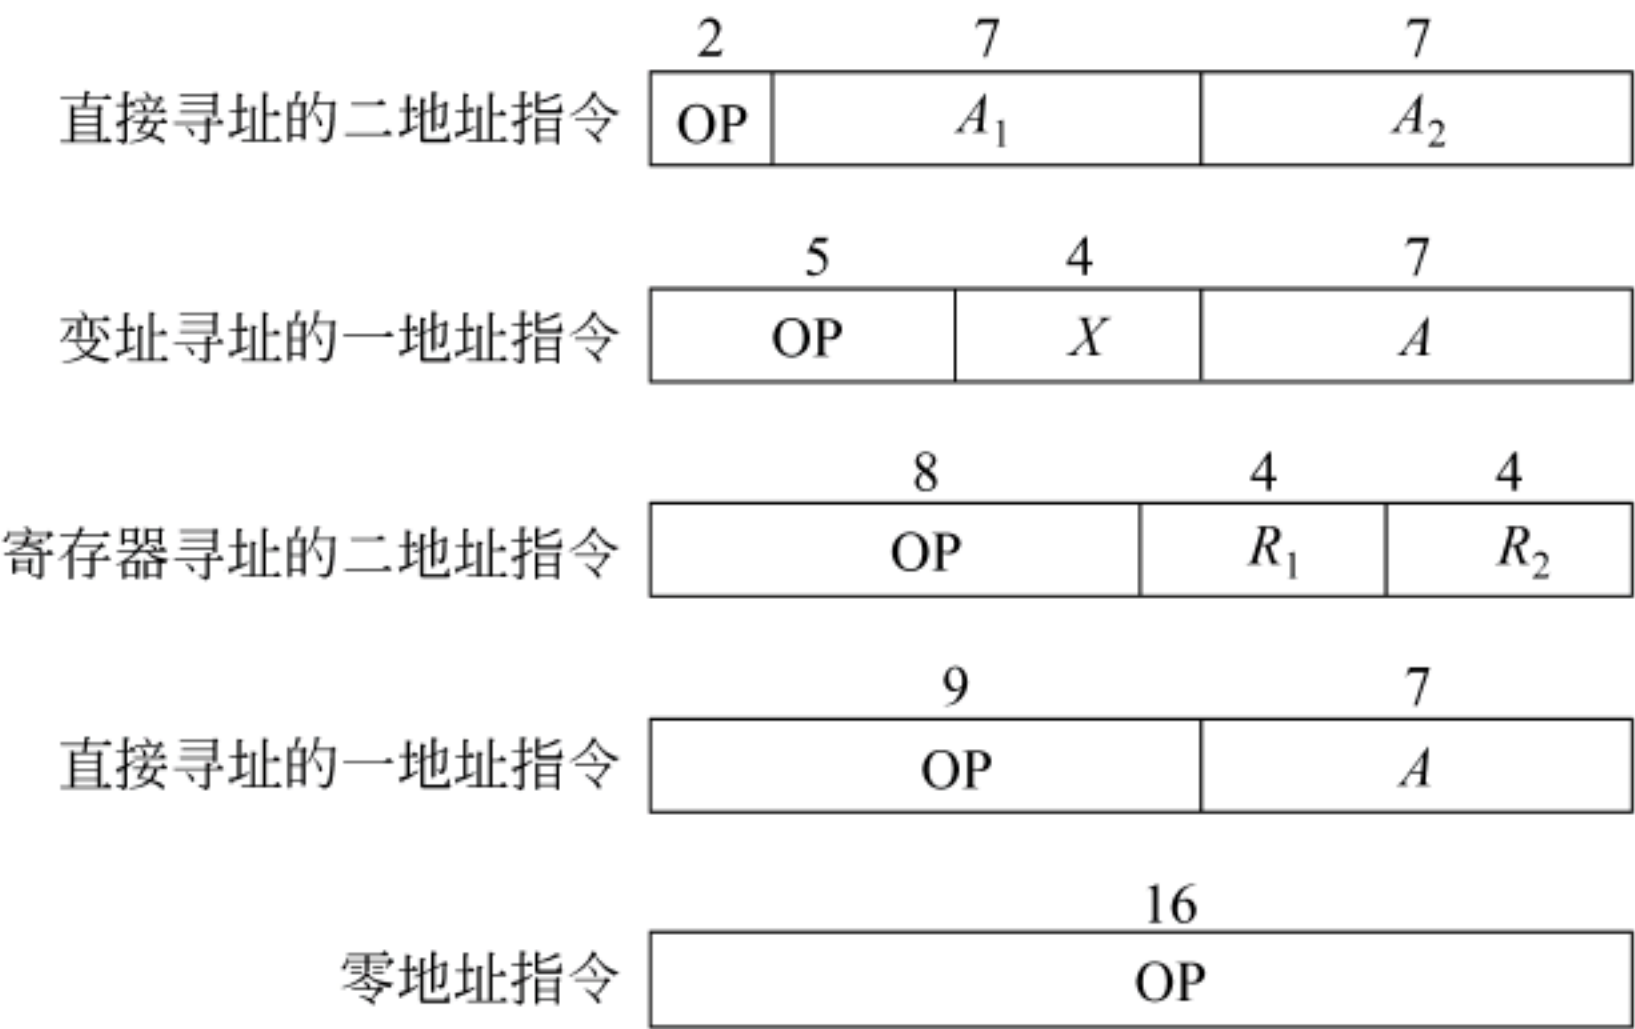 2 7 7
直接寻址的二地址指令 OP A₁ A₂
5 4 7
变址寻址的一地址指令 OP X A
8 4 4
寄存器寻址的二地址指令 OP R₁ R₂
9 7
直接寻址的一地址指令 OP A
16
零地址指令 OP